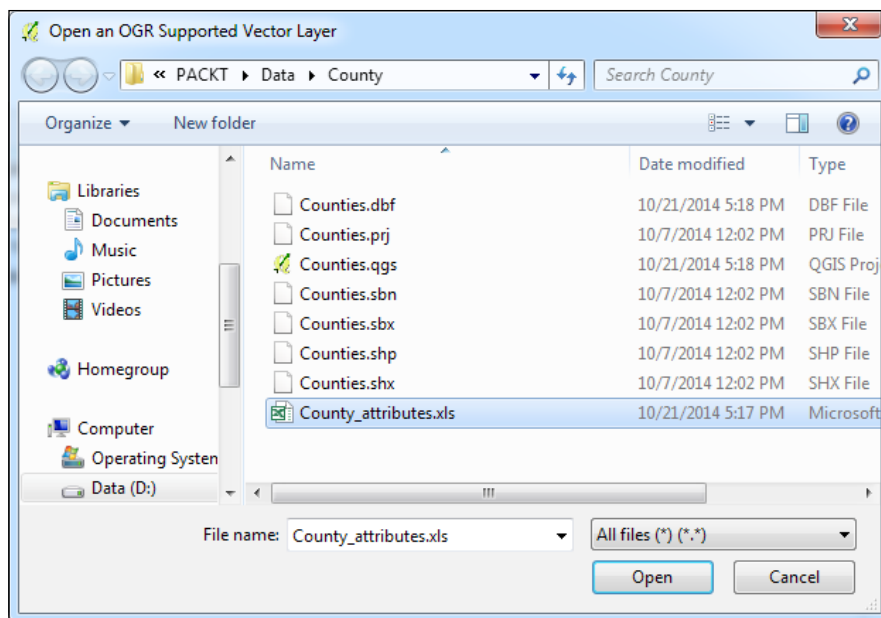 Open an OGR Supported Vector Layer
« PACKT Data County
Search County
Organize New folder
Name Date modified Type
Libraries
Documents
Music
Pictures
Videos
Homegroup
Computer
Operating System
Data (D:)
Counties.dbf 10/21/2014 5:18 PM DBF File
Counties.prj 10/7/2014 12:02 PM PRJ File
Counties.qgs 10/21/2014 5:18 PM QGIS Proj
Counties.sbn 10/7/2014 12:02 PM SBN File
Counties.sbx 10/7/2014 12:02 PM SBX File
Counties.shp 10/7/2014 12:02 PM SHP File
Counties.shx 10/7/2014 12:02 PM SHX File
County_attributes.xls 10/21/2014 5:17 PM Microsoft
File name: County_attributes.xls All files (*) (*.*)
Open Cancel